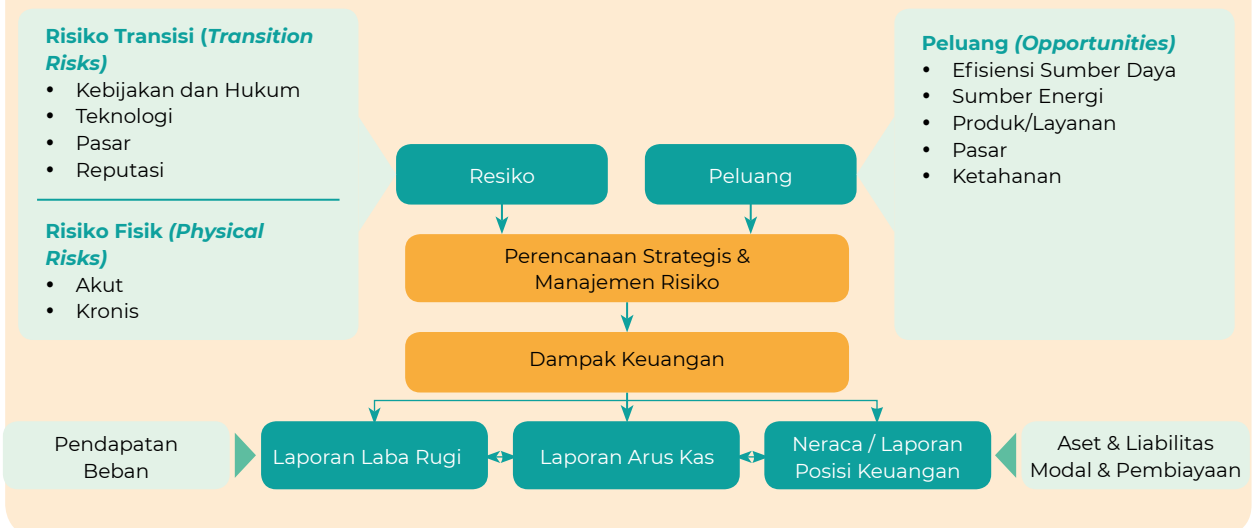 Risiko Transisi (Transition
Risks)
• Kebijakan dan Hukum
• Teknologi
• Pasar
• Reputasi
Risiko Fisik (Physical
Risks)
• Akut
• Kronis
Peluang (Opportunities)
• Efisiensi Sumber Daya
• Sumber Energi
• Produk/Layanan
• Pasar
• Ketahanan
Resiko
Peluang
Perencanaan Strategis &
Manajemen Risiko
Dampak Keuangan
Pendapatan
Beban
Laporan Laba Rugi
Laporan Arus Kas
Neraca / Laporan
Posisi Keuangan
Aset & Liabilitas
Modal & Pembiayaan